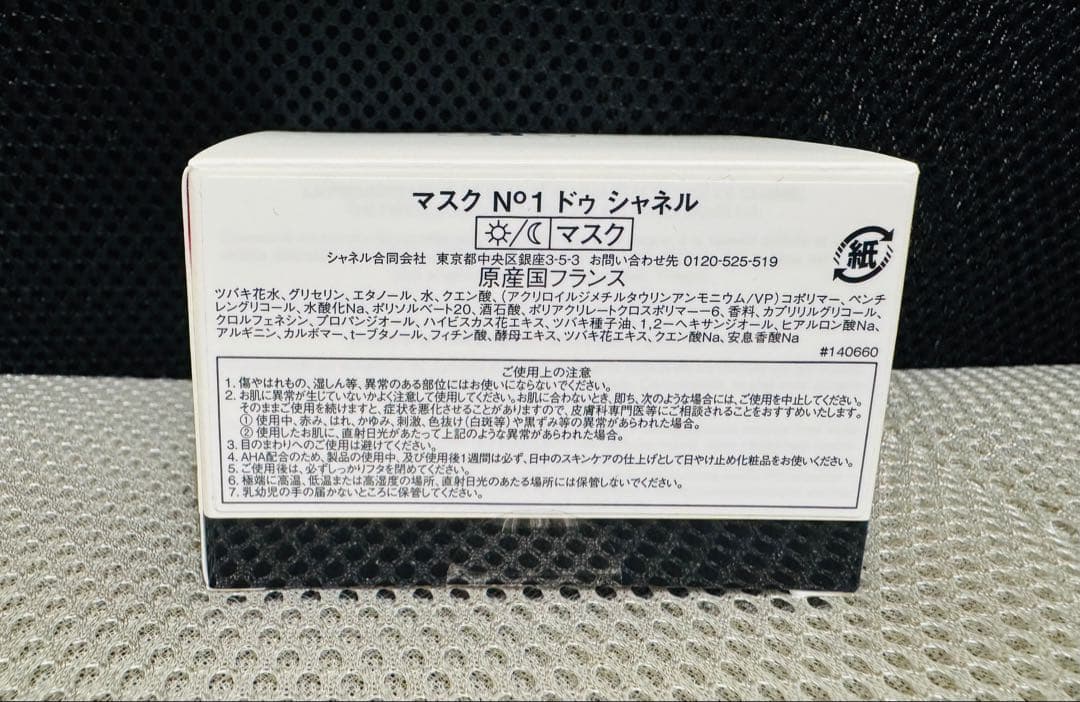 マスク Nº1 ドゥ シャネル
マスク
紙
シャネル合同会社 東京都中央区銀座3-5-3 お問い合わせ先 0120-525-519
原産国フランス
ツバキ花水、グリセリン、エタノール、水、クエン酸、(アクリロイルジメチルタウリンアンモニウム/VP)コポリマー、ペンチ
レングリコール、水酸化Na、ポリソルベート20、酒石酸、ポリアクリレートクロスポリマー6、香料、カプリリルグリコール、
クロルフェネシン、プロパンジオール、ハイビスカス花エキス、ツバキ種子油、1,2-ヘキサンジオール、ヒアルロン酸Na、
アルギニン、カルボマー、t-ブタノール、フィチン酸、酵母エキス、ツバキ花エキス、クエン酸Na、安息香酸Na
#140660
ご使用上の注意
1. 傷やはれもの、湿しん等、異常のある部位にはお使いにならないでください。
2. お肌に異常が生じていないかよく注意して使用してください。お肌に合わないとき、即ち、次のような場合には、ご使用を中止してください。
そのままご使用を続けますと、症状を悪化させることがありますので、皮膚科専門医等にご相談されることをおすすめいたします。
① 使用中、赤み、はれ、かゆみ、刺激、色抜け(白斑等)や黒ずみ等の異常があらわれた場合。
② 使用したお肌に、直射日光があたって上記のような異常があらわれた場合。
3. 目のまわりへのご使用は避けてください。
4. AHA配合のため、製品の使用中、及び使用後1週間は必ず、日中のスキンケアの仕上げとして日やけ止め化粧品をお使いください。
5. ご使用後は、必ずしっかりフタを閉めてください。
6. 極端に高温、低温または高湿度の場所、直射日光のあたる場所には保管しないでください。
7. 乳幼児の手の届かないところに保管してください。